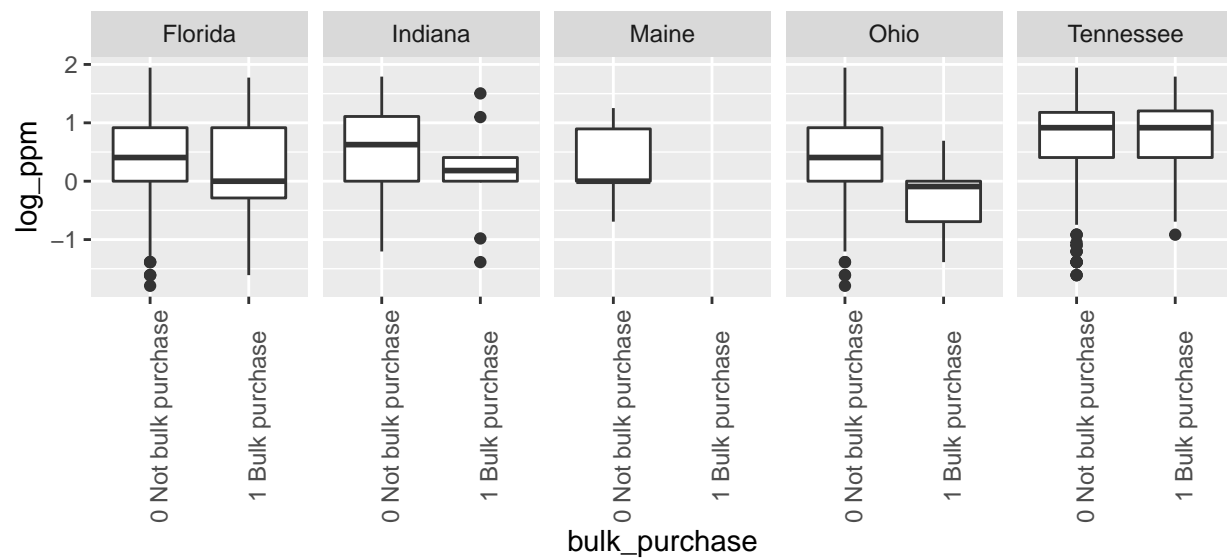 Florida
Indiana
Maine
Ohio
Tennessee
log_ppm
2
1
0
−1
0 Not bulk purchase
1 Bulk purchase
0 Not bulk purchase
1 Bulk purchase
0 Not bulk purchase
1 Bulk purchase
0 Not bulk purchase
1 Bulk purchase
0 Not bulk purchase
1 Bulk purchase
bulk_purchase